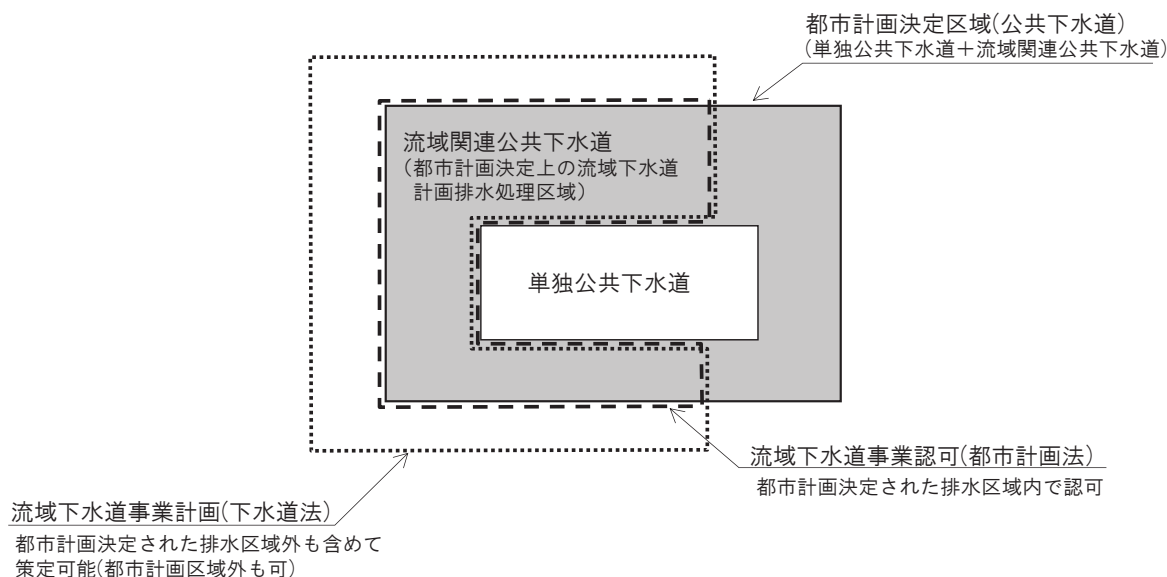 都市計画決定区域(公共下水道)
(単独公共下水道＋流域関連公共下水道)
流域関連公共下水道
(都市計画決定上の流域下水道
計画排水処理区域)
単独公共下水道
流域下水道事業認可(都市計画法)
都市計画決定された排水区域内で認可
流域下水道事業計画(下水道法)
都市計画決定された排水区域外も含めて
策定可能(都市計画区域外も可)